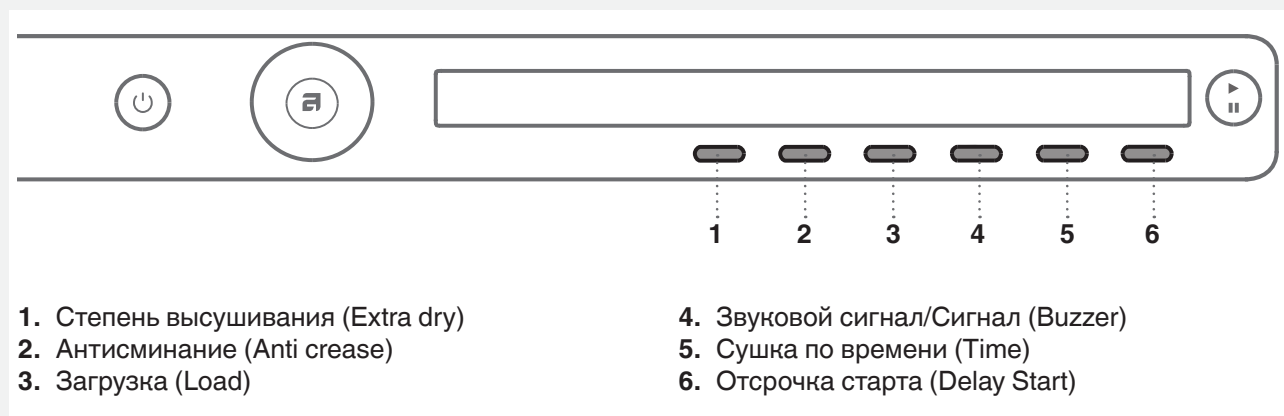 1 2 3 4 5 6
1. Степень высушивания (Extra dry)
2. Антисминание (Anti crease)
3. Загрузка (Load)
4. Звуковой сигнал/Сигнал (Buzzer)
5. Сушка по времени (Time)
6. Отсрочка старта (Delay Start)